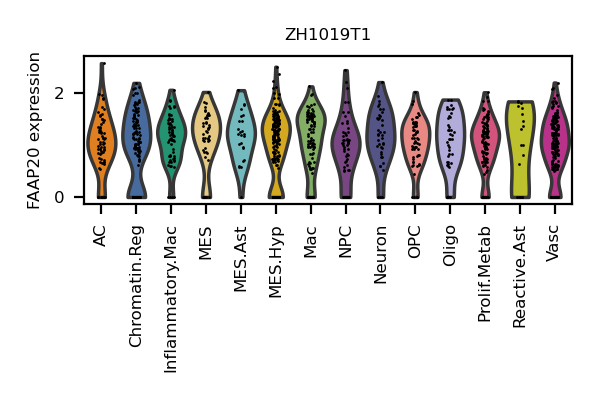 ZH1019T1
FAAP20 expression
2
0
AC
Chromatin.Reg
Inflammatory.Mac
MES
MES.Ast
MES.Hyp
Mac
NPC
Neuron
OPC
Oligo
Prolif.Metab
Reactive.Ast
Vasc